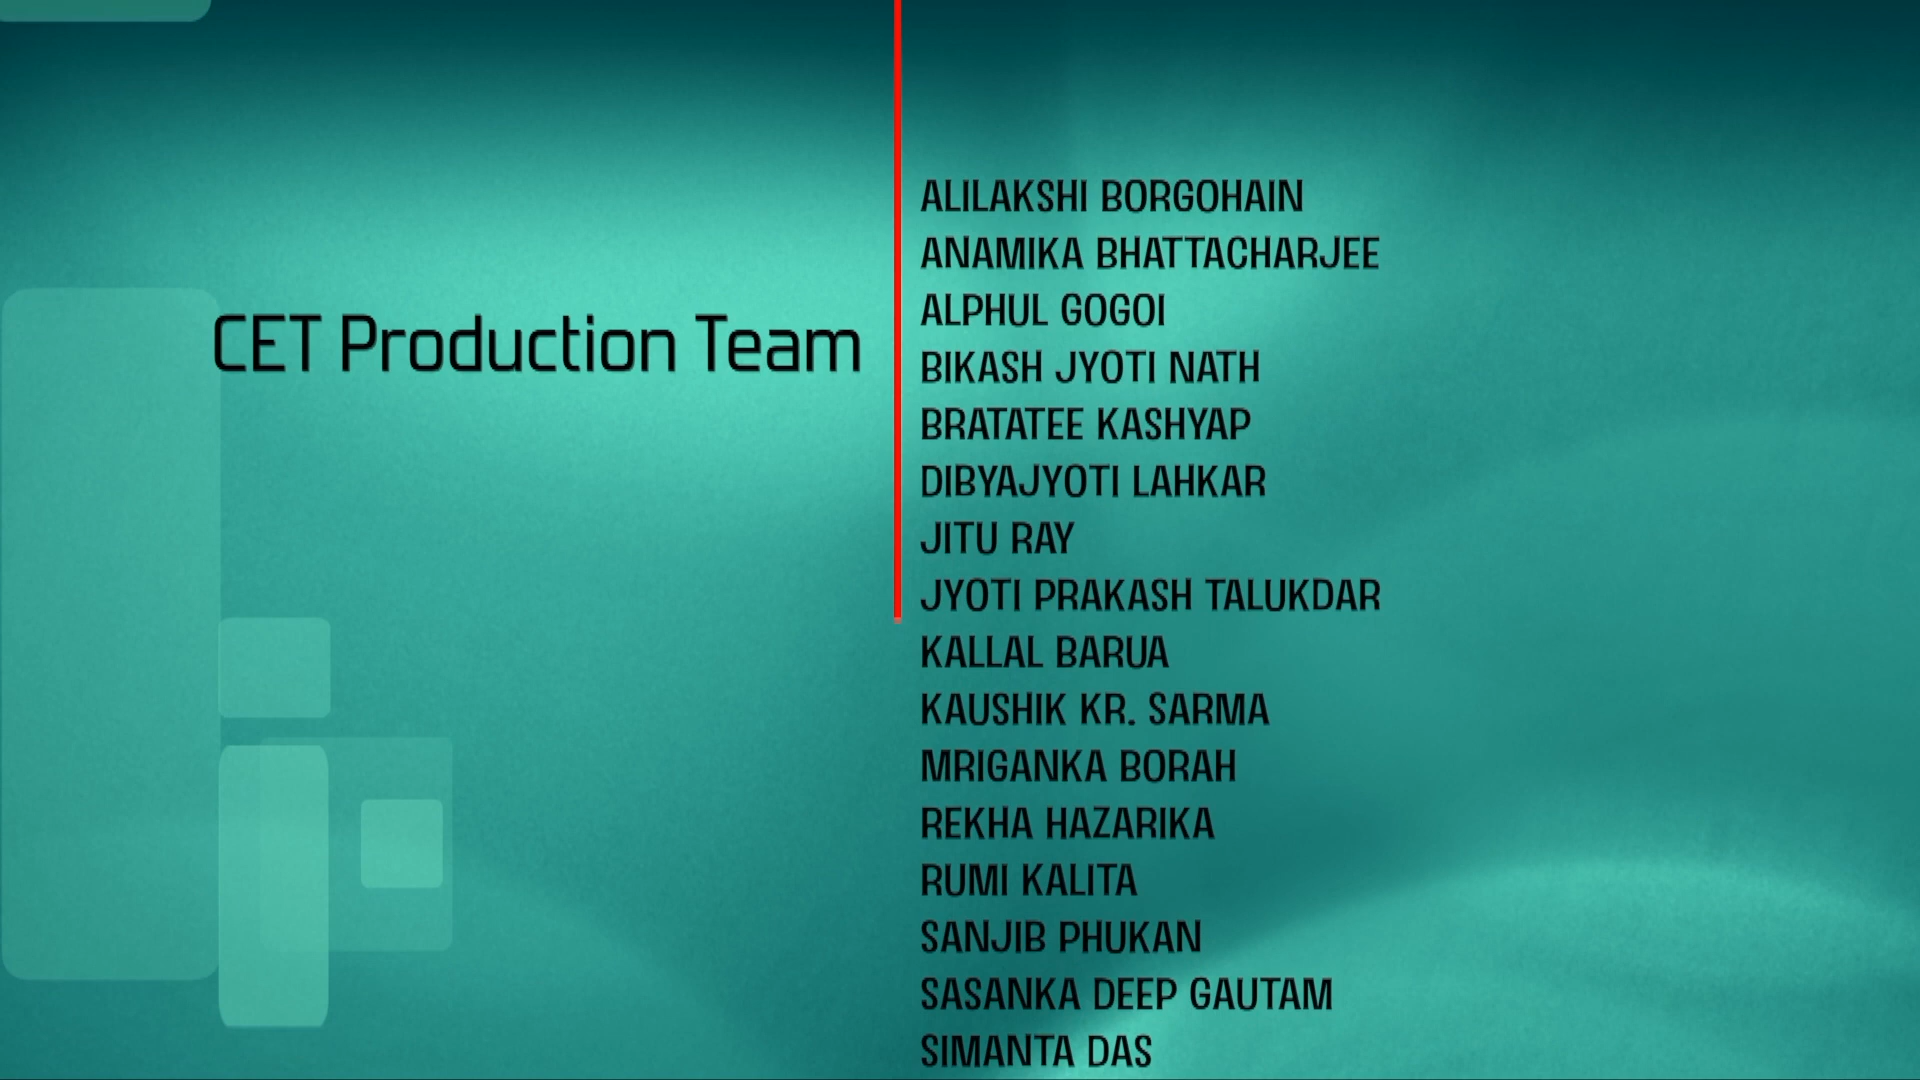 CET Production Team
ALILAKSHI BORGOHAIN
ANAMIKA BHATTACHARJEE
ALPHUL GOGOI
BIKASH JYOTI NATH
BRATATEE KASHYAP
DIBYAJYOTI LAHKAR
JITU RAY
JYOTI PRAKASH TALUKDAR
KALLAL BARUA
KAUSHIK KR. SARMA
MRIGANKA BORAH
REKHA HAZARIKA
RUMI KALITA
SANJIB PHUKAN
SASANKA DEEP GAUTAM
SIMANTA DAS